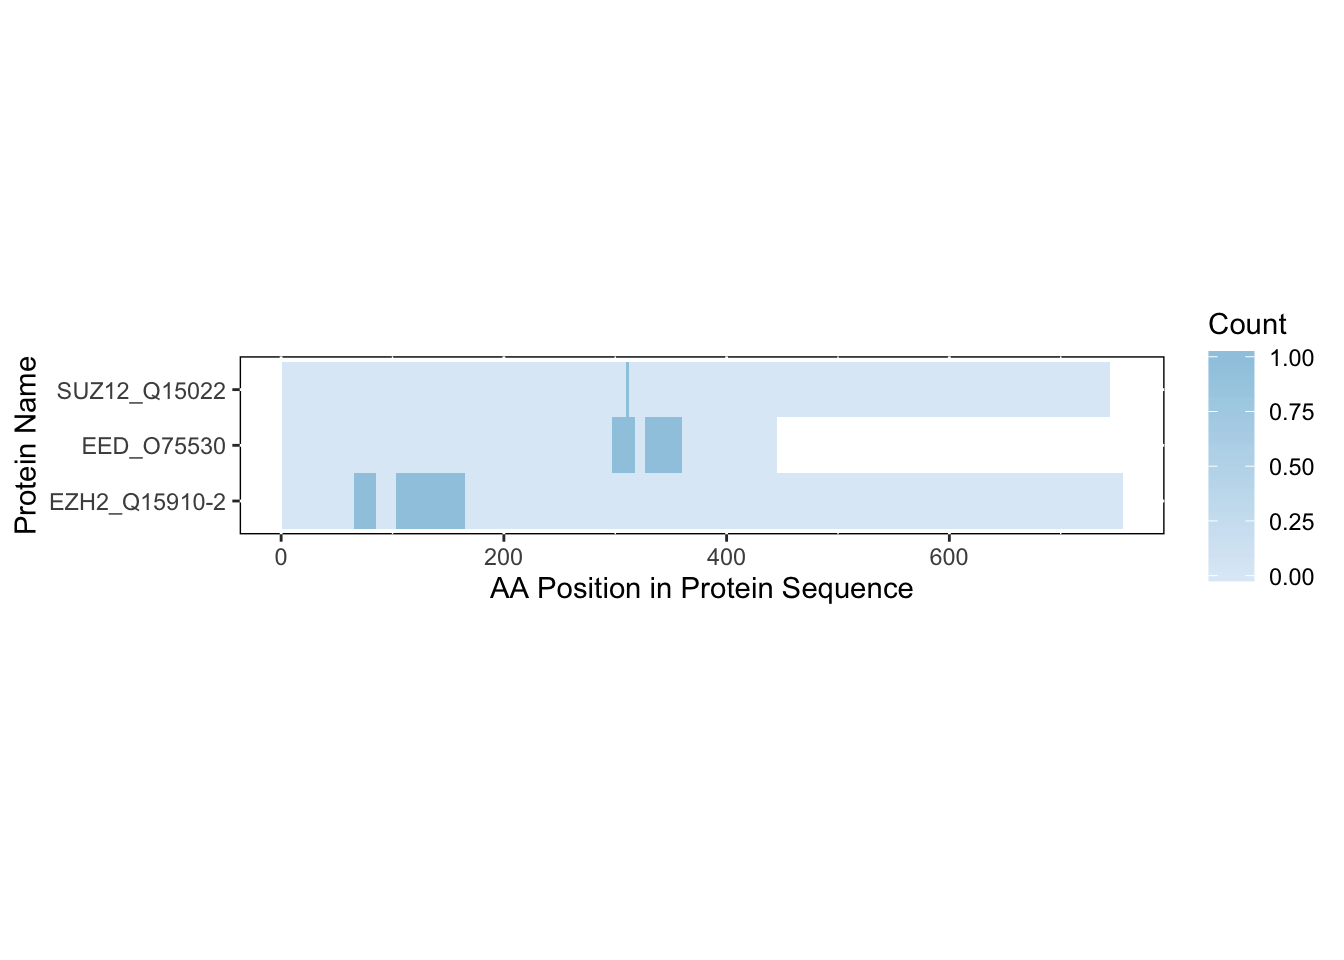 Count
1.00
0.75
0.50
0.25
0.00
Protein Name
SUZ12_Q15022
EED_O75530
EZH2_Q15910-2
0 200 400 600
AA Position in Protein Sequence